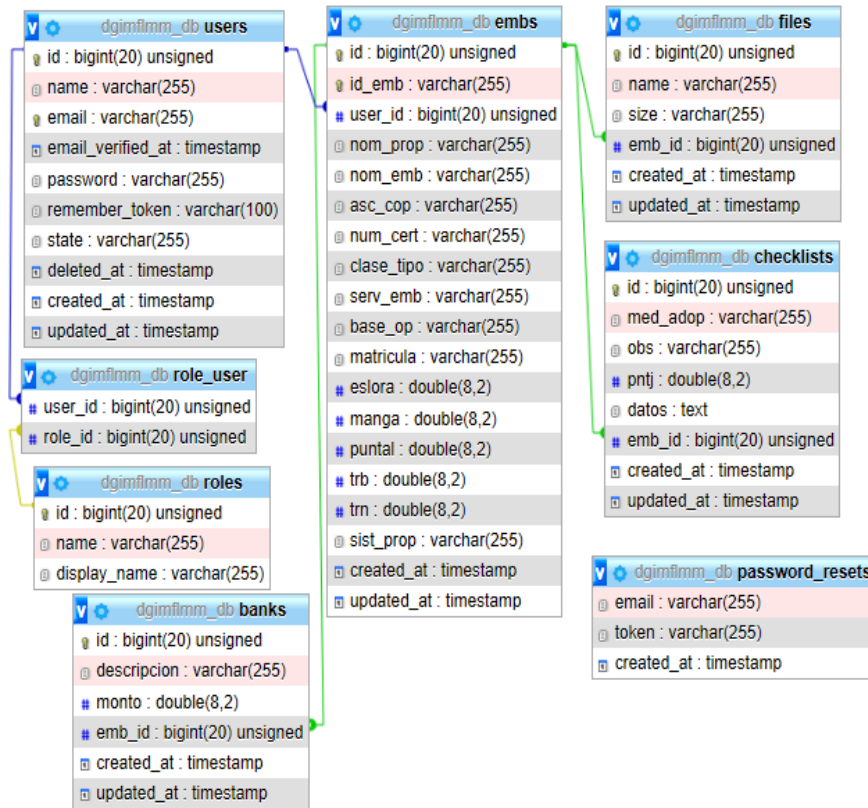 dgimflmm_db users
id : bigint(20) unsigned
name : varchar(255)
email : varchar(255)
email_verified_at : timestamp
password : varchar(255)
remember_token : varchar(100)
state : varchar(255)
deleted_at : timestamp
created_at : timestamp
updated_at : timestamp
dgimflmm_db role_user
user_id : bigint(20) unsigned
role_id : bigint(20) unsigned
dgimflmm_db roles
id : bigint(20) unsigned
name : varchar(255)
display_name : varchar(255)
dgimflmm_db banks
id : bigint(20) unsigned
descripcion : varchar(255)
monto : double(8,2)
emb_id : bigint(20) unsigned
created_at : timestamp
updated_at : timestamp
dgimflmm_db embs
id : bigint(20) unsigned
id_emb : varchar(255)
user_id : bigint(20) unsigned
nom_prop : varchar(255)
nom_emb : varchar(255)
asc_cop : varchar(255)
num_cert : varchar(255)
clase_tipo : varchar(255)
serv_emb : varchar(255)
base_op : varchar(255)
matricula : varchar(255)
eslora : double(8,2)
manga : double(8,2)
puntal : double(8,2)
trb : double(8,2)
trn : double(8,2)
sist_prop : varchar(255)
created_at : timestamp
updated_at : timestamp
dgimflmm_db files
id : bigint(20) unsigned
name : varchar(255)
size : varchar(255)
emb_id : bigint(20) unsigned
created_at : timestamp
updated_at : timestamp
dgimflmm_db checklists
id : bigint(20) unsigned
med_adop : varchar(255)
obs : varchar(255)
pntj : double(8,2)
datos : text
emb_id : bigint(20) unsigned
created_at : timestamp
updated_at : timestamp
dgimflmm_db password_resets
email : varchar(255)
token : varchar(255)
created_at : timestamp